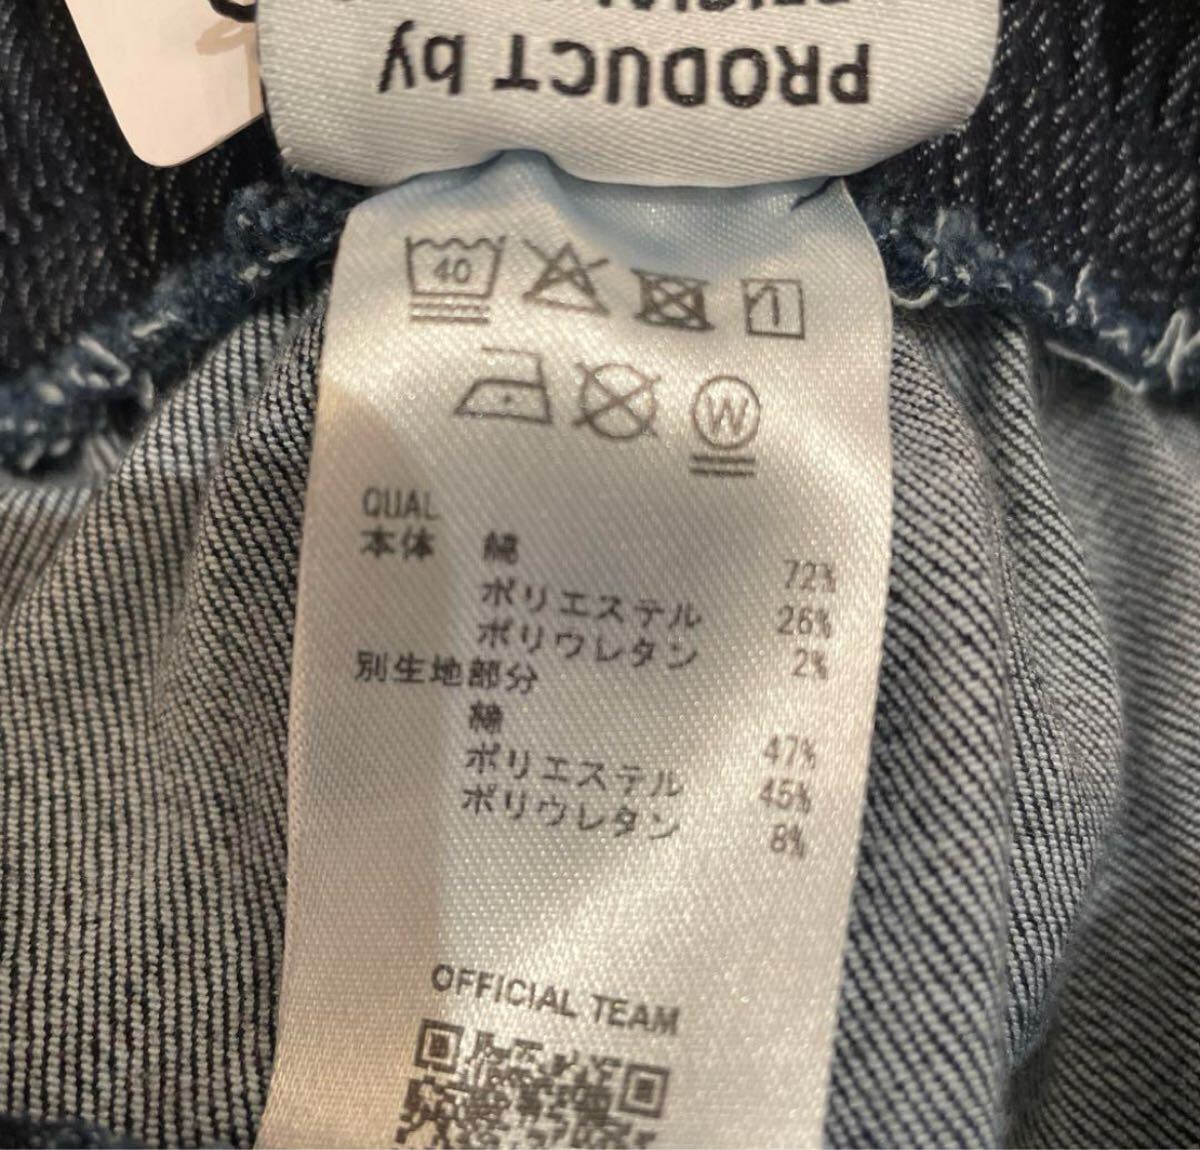 PRODUCT by
40
W
QUAL
本体 綿 72%
ポリエステル 26%
ポリウレタン 2%
別生地部分
綿 47%
ポリエステル 45%
ポリウレタン 8%
OFFICIAL TEAM